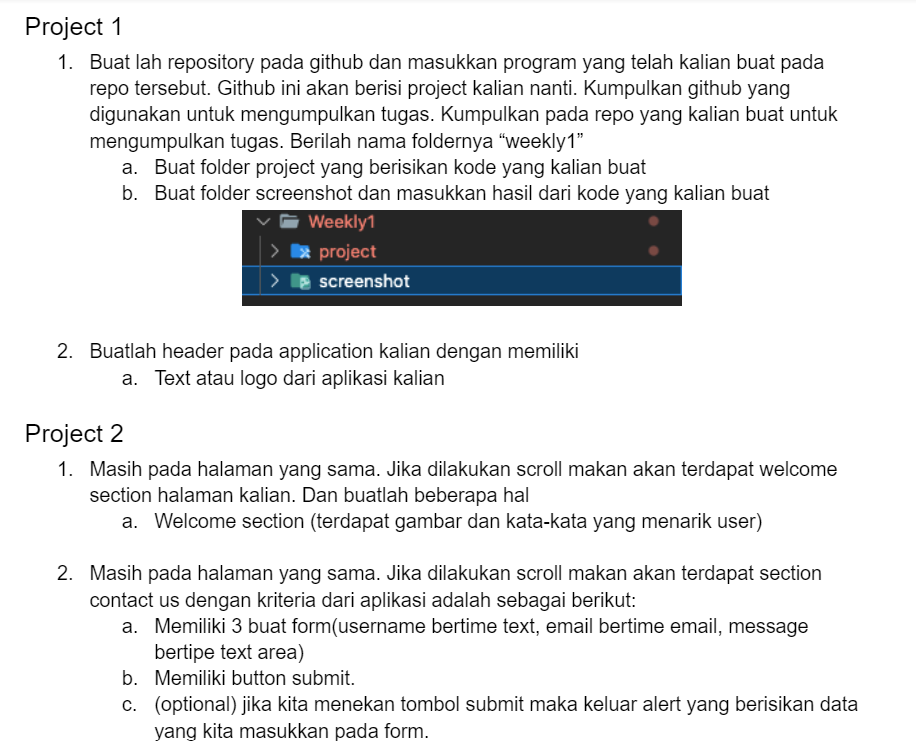 Project 1
1. Buat lah repository pada github dan masukkan program yang telah kalian buat pada
repo tersebut. Github ini akan berisi project kalian nanti. Kumpulkan github yang
digunakan untuk mengumpulkan tugas. Kumpulkan pada repo yang kalian buat untuk
mengumpulkan tugas. Berilah nama foldernya “weekly1”
a. Buat folder project yang berisikan kode yang kalian buat
b. Buat folder screenshot dan masukkan hasil dari kode yang kalian buat
Weekly1
project
screenshot
2. Buatlah header pada application kalian dengan memiliki
a. Text atau logo dari aplikasi kalian
Project 2
1. Masih pada halaman yang sama. Jika dilakukan scroll makan akan terdapat welcome
section halaman kalian. Dan buatlah beberapa hal
a. Welcome section (terdapat gambar dan kata-kata yang menarik user)
2. Masih pada halaman yang sama. Jika dilakukan scroll makan akan terdapat section
contact us dengan kriteria dari aplikasi adalah sebagai berikut:
a. Memiliki 3 buat form(username bertime text, email bertime email, message
bertipe text area)
b. Memiliki button submit.
c. (optional) jika kita menekan tombol submit maka keluar alert yang berisikan data
yang kita masukkan pada form.